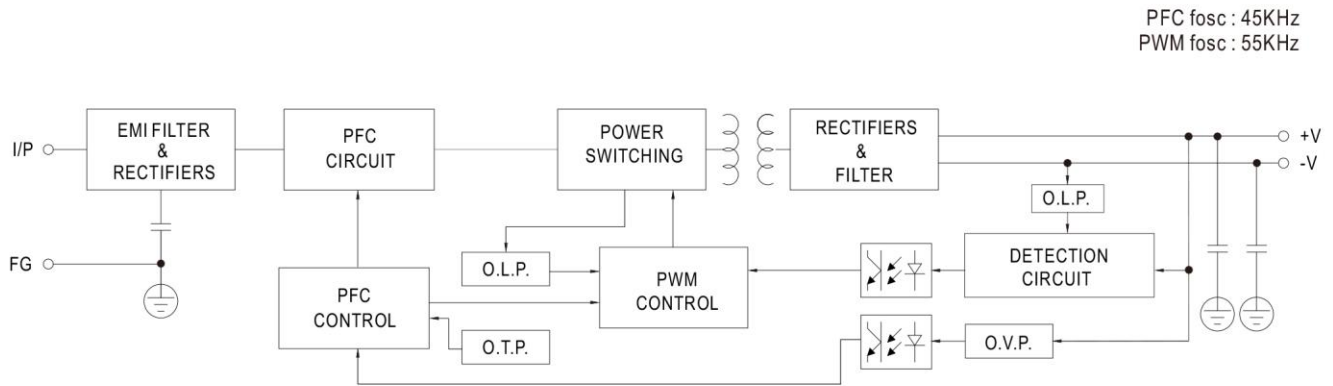 PFC fosc : 45KHz
PWM fosc : 55KHz
I/P
EMI FILTER
&
RECTIFIERS
PFC
CIRCUIT
POWER
SWITCHING
RECTIFIERS
&
FILTER
+V
-V
O.L.P.
FG
O.L.P.
PWM
CONTROL
DETECTION
CIRCUIT
PFC
CONTROL
O.T.P.
O.V.P.